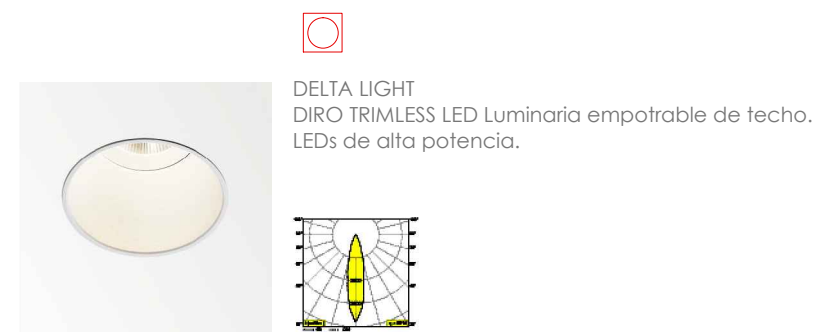 DELTA LIGHT
DIRO TRIMLESS LED Luminaria empotrable de techo.
LEDs de alta potencia.